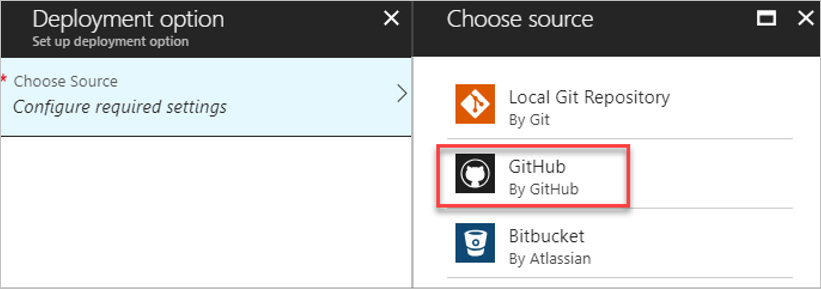 Deployment option
Set up deployment option
* Choose Source
Configure required settings
Choose source
Local Git Repository
By Git
GitHub
By GitHub
Bitbucket
By Atlassian